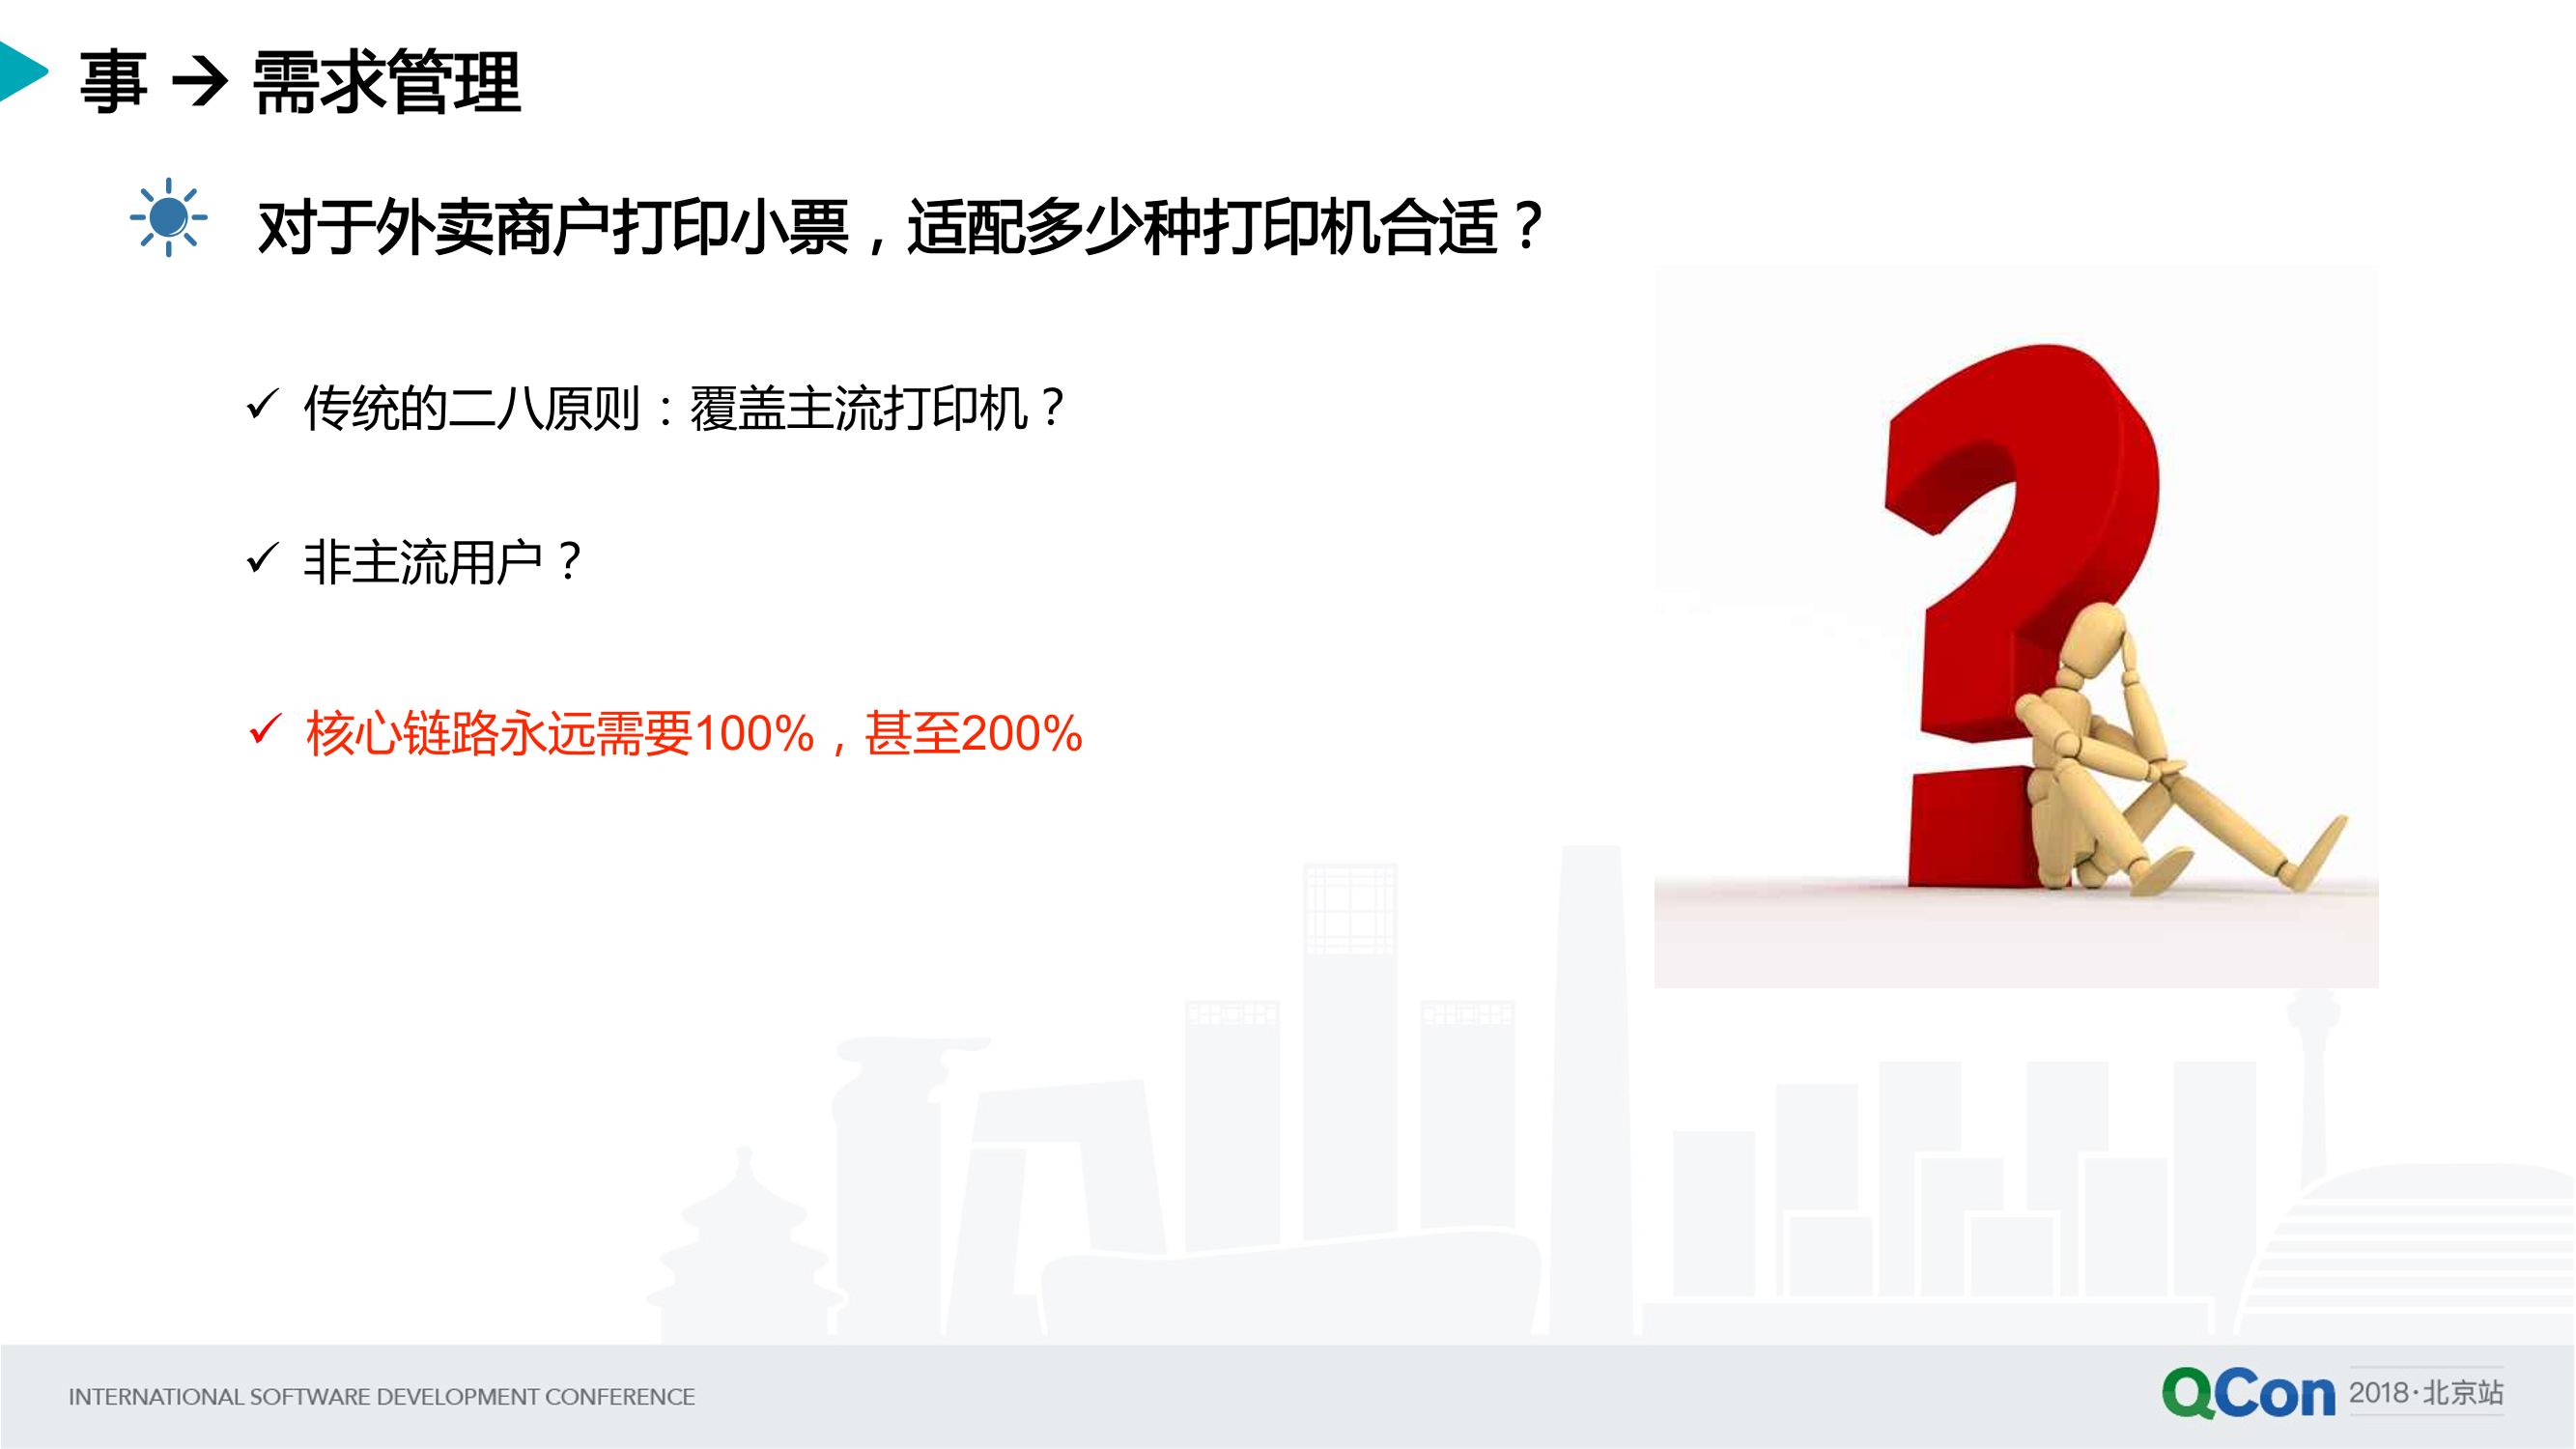 事 → 需求管理
对于外卖商户打印小票，适配多少种打印机合适？
✓ 传统的二八原则：覆盖主流打印机？
✓ 非主流用户？
✓ 核心链路永远需要100%，甚至200%
INTERNATIONAL SOFTWARE DEVELOPMENT CONFERENCE
QCon 2018·北京站